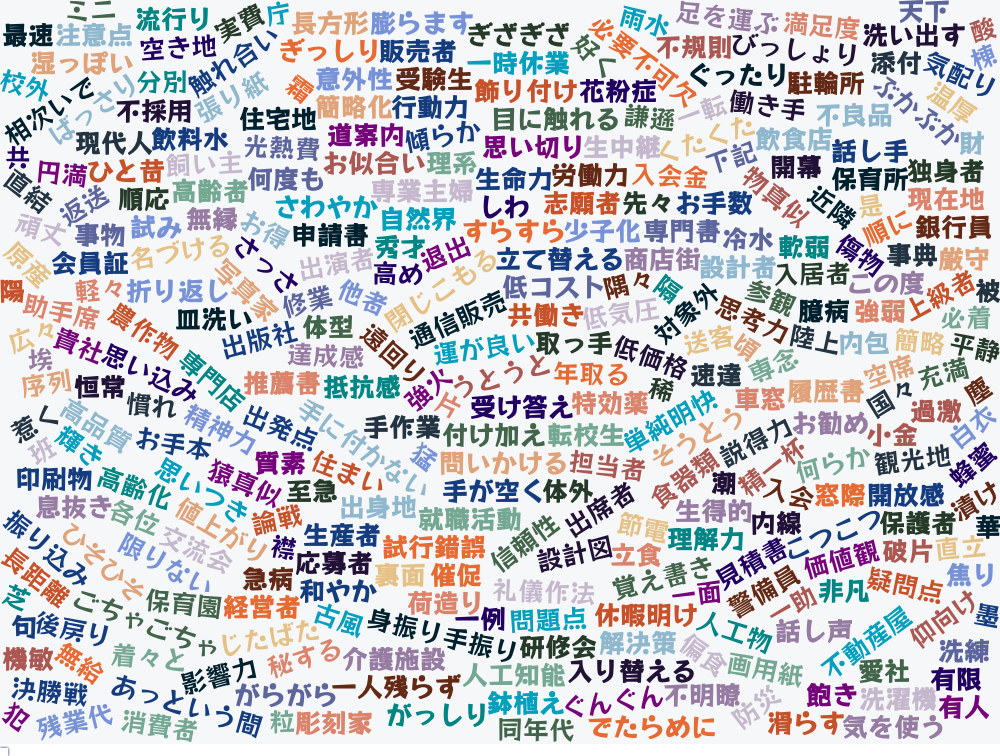 ミニ
流行り
実費
庁
長方形
膨らます
雨水
足を運ぶ
満足度
天下
最速
注意点
空き地
触れ合い
ぎっしり
販売者
ぎざぎざ
好く
必要不可欠
不規則
びっしょり
洗い出す
酸
棟
湿っぽい
一時休業
ぐったり
駐輪所
添付
気配り
校外
相次いで
ばっさり
分別
張り紙
霜
意外性
受験生
飾り付け
花粉症
一転
働き手
ぶかぶか
温厚
不採用
住宅地
簡略化
行動力
目に触れる
謙遜
不良品
財
現代人
飲料水
光熱費
道案内
傾らか
思い切り
生中継
くたくた
下記
飲食店
話し手
共
円満
ひと昔
飼い主
お似合い
理系
開幕
独身者
直結
返送
順応
高齢者
何度も
専業主婦
生命力
労働力
入会金
物真似
近隣
保育所
現在地
頑丈
事物
試み
無縁
お得
さわやか
自然界
しわ
志願者
先々
お手数
是
順に
銀行員
原産
会員証
名づける
さっさ
申請書
秀才
退出
すらすら
少子化
専門書
冷水
軟弱
傷物
事典
厳守
写真家
出演者
高め
閉じこもる
立て替える
商店街
設計者
入居者
この度
陽
助手席
軽々
折り返し
修業
他者
低コスト
隅々
隔
対象外
思考力
参観
臆病
強弱
上級者
被
必着
広々
埃
貴社
農作物
皿洗い
出版社
体型
遠回り
通信販売
共働き
低気圧
陸上
内包
簡略
平静
思い込み
専門店
達成感
運が良い
取っ手
低価格
送客
頃
専念
空席
充満
序列
恒常
慣れ
推薦書
抵抗感
強火
片
うとうと
年取る
稀
速達
車窓
履歴書
国々
過激
塵
惹く
高品質
精神力
出発点
手に付かない
受け答え
特効薬
単純明快
そうとう
説得力
お勧め
小金
白衣
班
輝き
お手本
手作業
付け加え
転校生
猛
問いかける
担当者
食器類
精一杯
何らか
観光地
蜂蜜
印刷物
高齢化
思いつき
猿真似
質素
住まい
至急
出身地
手が空く
体外
出席者
潮
入会
窓際
開放感
漬け
息抜き
各位
値上がり
論戦
就職活動
節電
生得的
内線
保護者
華
振り込み
ひそひそ
限りない
交流会
襟
生産者
試行錯誤
信頼性
設計図
立食
理解力
見積書
こつこつ
価値観
破片
直立
長距離
急病
応募者
和やか
裏面
催促
礼儀作法
覚え書き
一面
警備員
一助
非凡
疑問点
焦り
芝
ごちゃごちゃ
保育園
経営者
古風
荷造り
一例
問題点
休暇明け
人工物
話し声
不動産屋
仰向け
墨
句
後戻り
じたばた
身振り手振り
研修会
解決策
偏食
画用紙
愛社
洗練
機敏
無給
着々と
影響力
秘する
介護施設
人工知能
入り替える
有限
決勝戦
あっという間
がらがら
一人残らず
鉢植え
ぐんぐん
不明瞭
防災
飽き
洗濯機
有人
犯
残業代
消費者
粒
彫刻家
がっしり
同年代
でたらめに
滑らす
気を使う